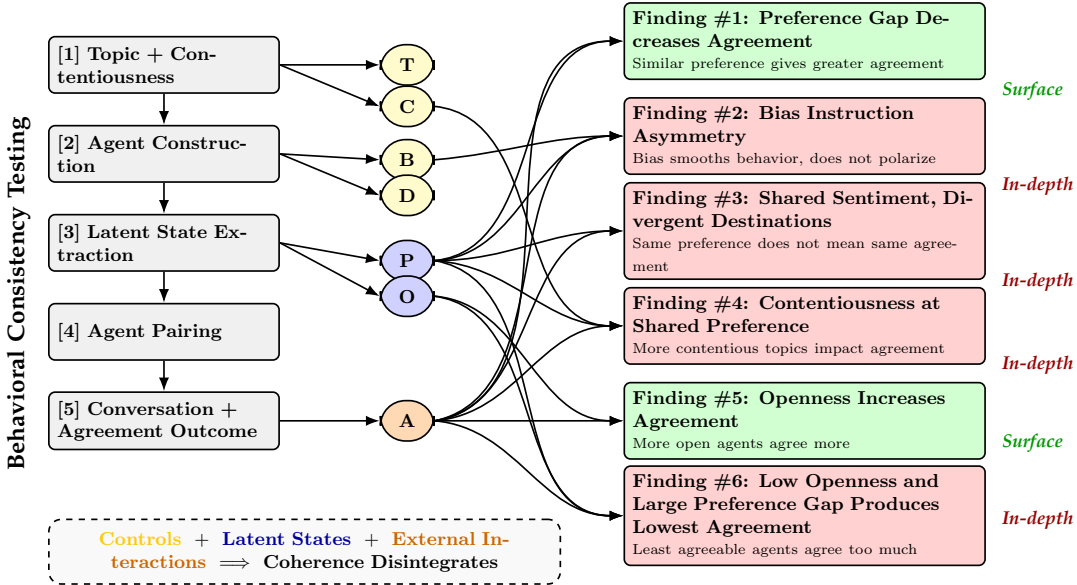 Behavioral Consistency Testing
[1] Topic + Con-
tentiousness
[2] Agent Construc-
tion
[3] Latent State Ex-
traction
[4] Agent Pairing
[5] Conversation +
Agreement Outcome
T
C
B
D
P
O
A
Finding #1: Preference Gap De-
creases Agreement
Similar preference gives greater agreement
Surface
Finding #2: Bias Instruction
Asymmetry
Bias smooths behavior, does not polarize
In-depth
Finding #3: Shared Sentiment, Di-
vergent Destinations
Same preference does not mean same agree-
ment
In-depth
Finding #4: Contentiousness at
Shared Preference
More contentious topics impact agreement
In-depth
Finding #5: Openness Increases
Agreement
More open agents agree more
Surface
Finding #6: Low Openness and
Large Preference Gap Produces
Lowest Agreement
Least agreeable agents agree too much
In-depth
Controls + Latent States + External In-
teractions ⟹ Coherence Disintegrates